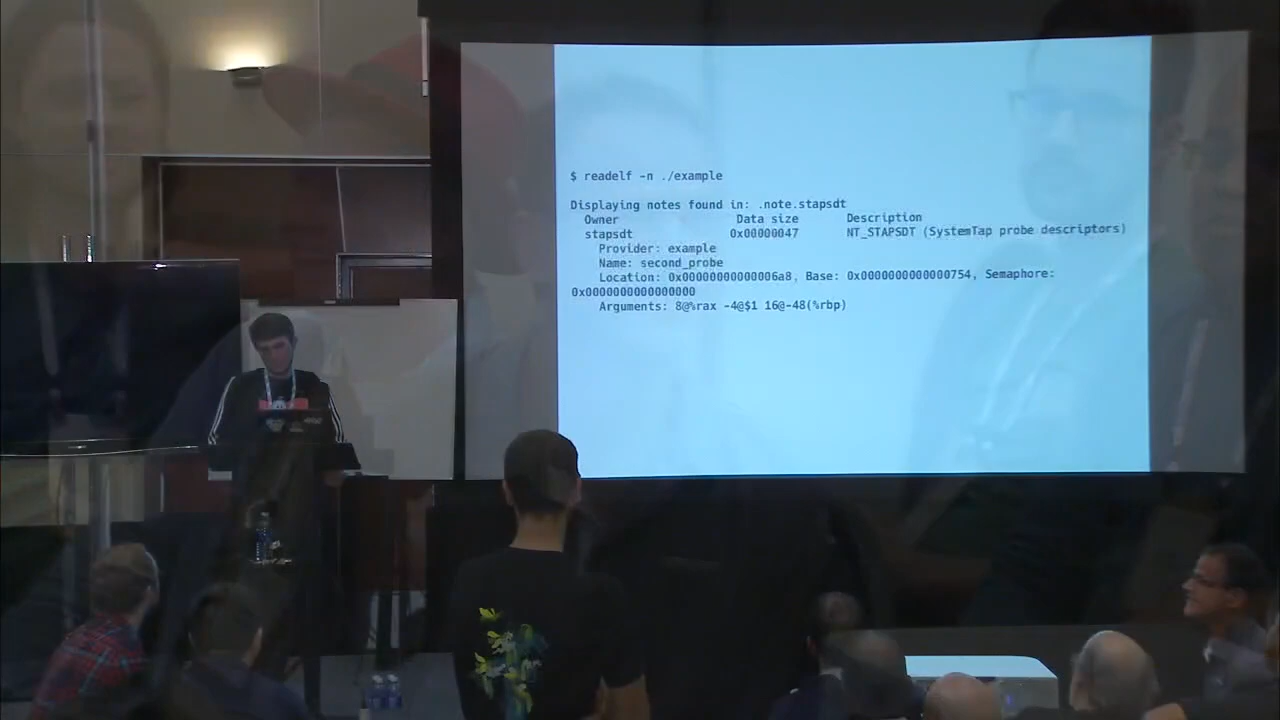 $ readelf -n ./example
Displaying notes found in: .note.stapsdt
Owner Data size Description
stapsdt 0x00000047 NT_STAPSDT (SystemTap probe descriptors)
Provider: example
Name: second_probe
Location: 0x00000000000006a8, Base: 0x0000000000000754, Semaphore:
0x0000000000000000
Arguments: 8@%rax -4@$1 16@-48(%rbp)